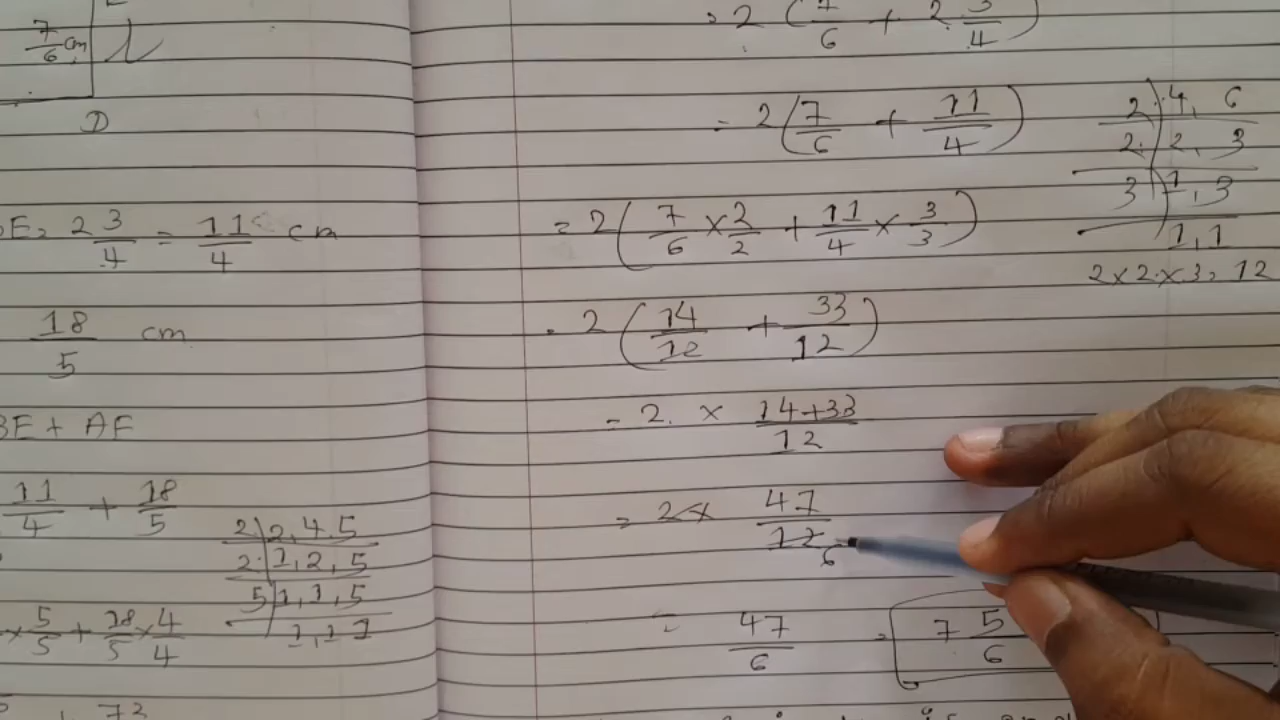 7/6 cm
D
BE = 2 3/4 = 11/4 cm
18/5 cm
BE + AF
11/4 + 18/5
2 | 2, 4, 5
2 | 1, 2, 5
5 | 1, 1, 5
1, 1, 1
× 5/5 + 18/5 × 4/4
= 2 (7/6 + 2 3/4)
= 2 (7/6 + 11/4)
= 2 (7/6 × 2/2 + 11/4 × 3/3)
= 2 (14/12 + 33/12)
= 2 × 14+33/12
= 2 × 47/12 6
= 47/6 = 7 5/6
2 | 4, 6
2 | 2, 3
3 | 1, 3
1, 1
2 × 2 × 3 = 12